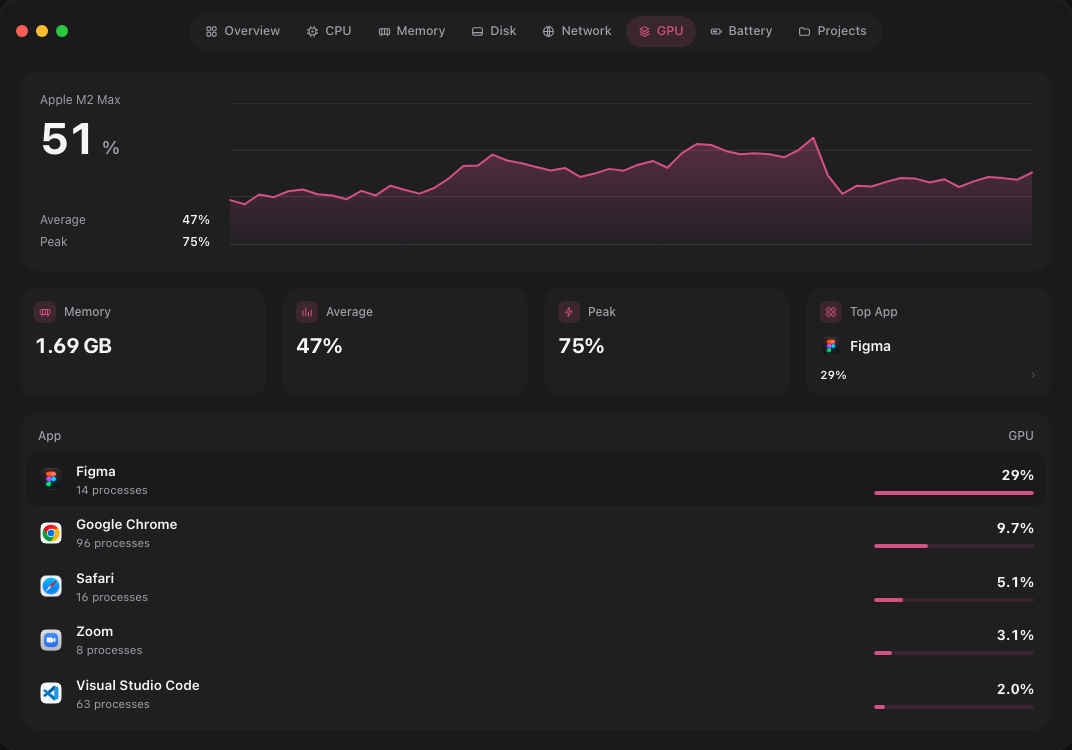 Overview CPU Memory Disk Network GPU Battery Projects
Apple M2 Max
51 %
Average 47%
Peak 75%
Memory
1.69 GB
Average
47%
Peak
75%
Top App
Figma
29%
App GPU
Figma
14 processes
29%
Google Chrome
96 processes
9.7%
Safari
16 processes
5.1%
Zoom
8 processes
3.1%
Visual Studio Code
63 processes
2.0%